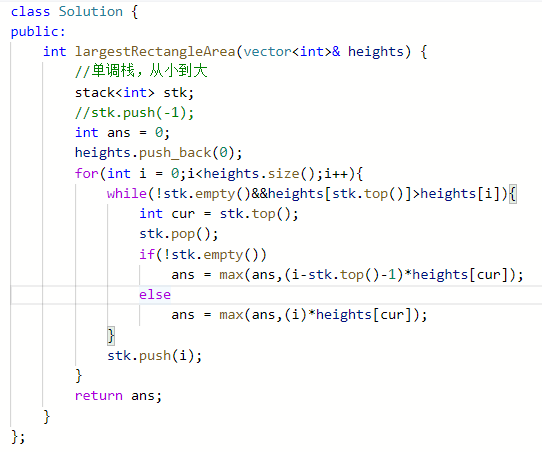 class Solution {
public:
    int largestRectangleArea(vector<int>& heights) {
        //单调栈，从小到大
        stack<int> stk;
        //stk.push(-1);
        int ans = 0;
        heights.push_back(0);
        for(int i = 0;i<heights.size();i++){
            while(!stk.empty()&&heights[stk.top()]>heights[i]){
                int cur = stk.top();
                stk.pop();
                if(!stk.empty())
                    ans = max(ans,(i-stk.top()-1)*heights[cur]);
                else
                    ans = max(ans,(i)*heights[cur]);
            }
            stk.push(i);
        }
        return ans;
    }
};